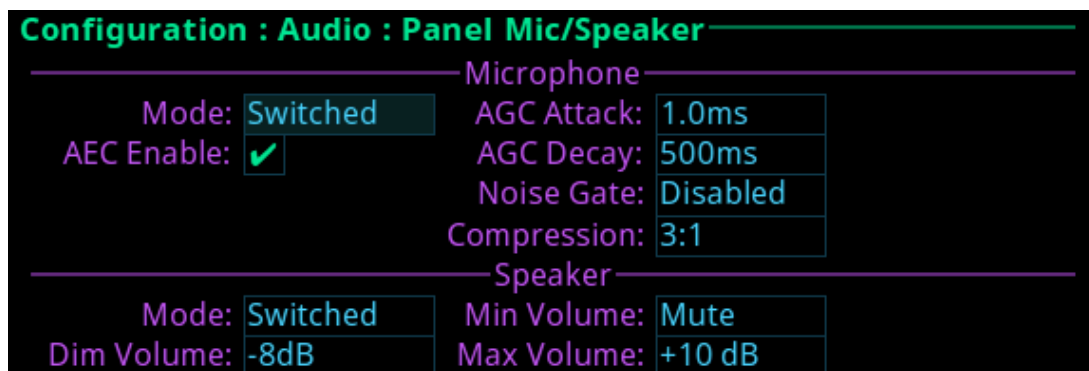 Configuration : Audio : Panel Mic/Speaker
Microphone
Mode: Switched AGC Attack: 1.0ms
AEC Enable: ✔ AGC Decay: 500ms
Noise Gate: Disabled
Compression: 3:1
Speaker
Mode: Switched Min Volume: Mute
Dim Volume: -8dB Max Volume: +10 dB